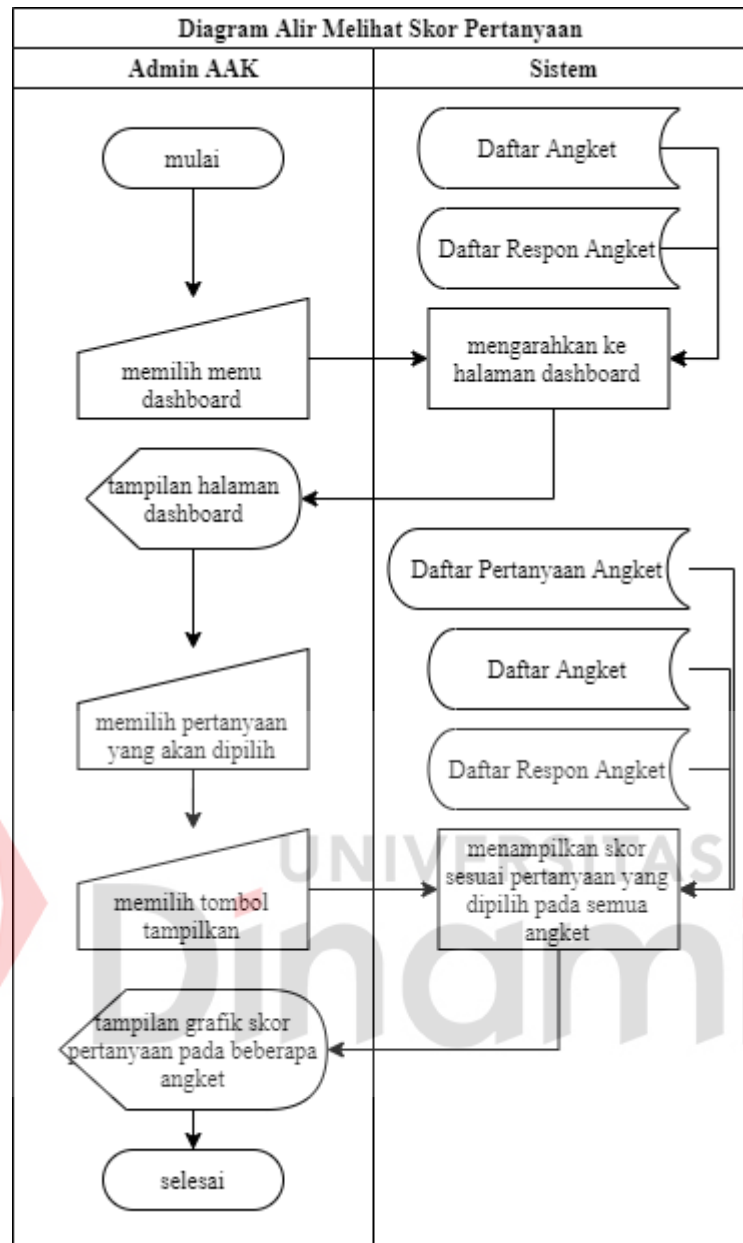 Diagram Alir Melihat Skor Pertanyaan
Admin AAK
Sistem
mulai
Daftar Angket
Daftar Respon Angket
memilih menu
dashboard
mengarahkan ke
halaman dashboard
tampilan halaman
dashboard
Daftar Pertanyaan Angket
Daftar Angket
memilih pertanyaan
yang akan dipilih
Daftar Respon Angket
memilih tombol
tampilkan
menampilkan skor
sesuai pertanyaan yang
dipilih pada semua
angket
tampilan grafik skor
pertanyaan pada beberapa
angket
selesai
UNIVERSITAS
Dinami